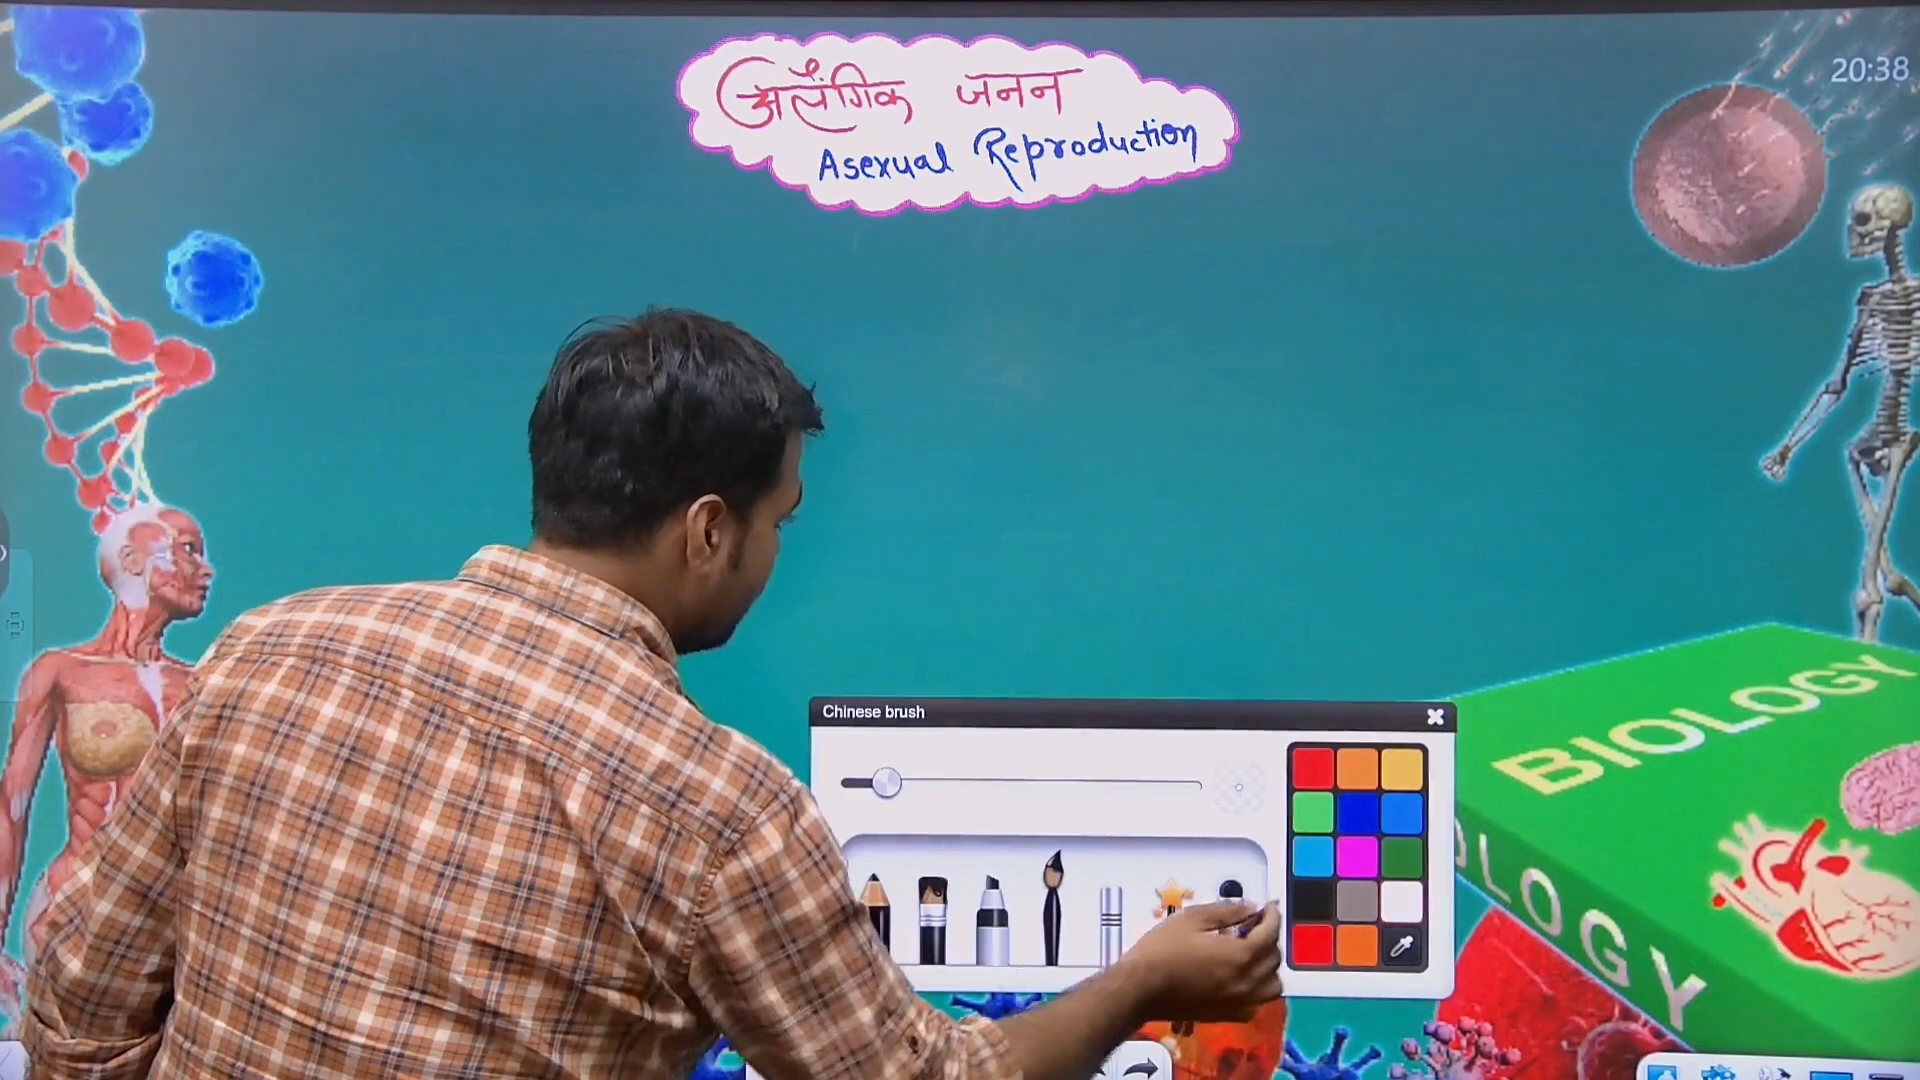 अलैंगिक जनन
Asexual Reproduction
20:38
Chinese brush
BIOLOGY
LOGY